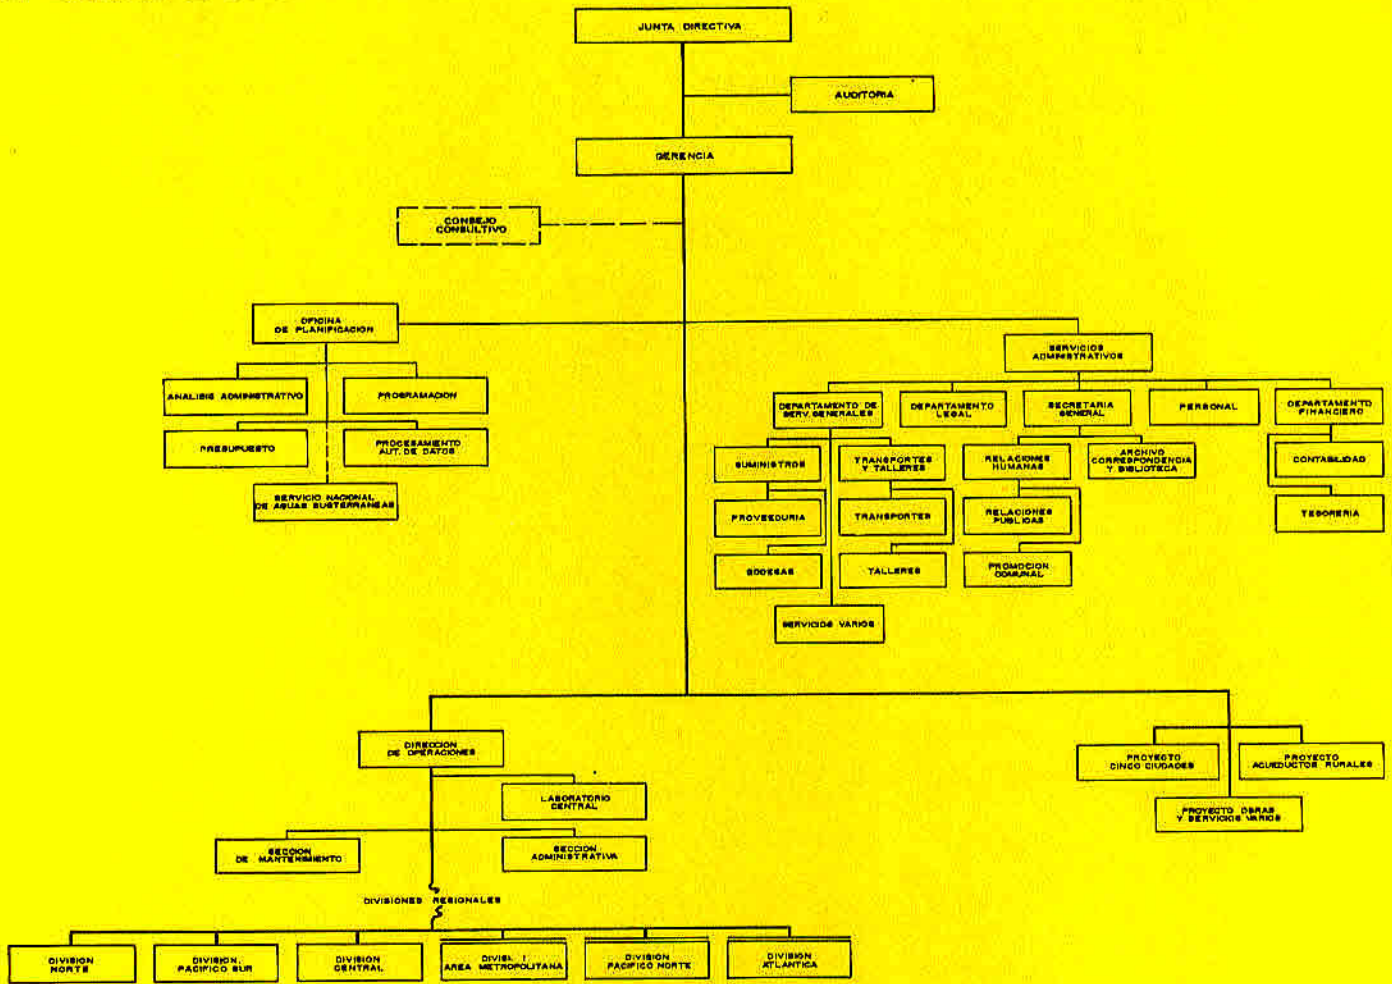 JUNTA DIRECTIVA
AUDITORIA
GERENCIA
CONSEJO
CONSULTIVO
OFICINA
DE PLANIFICACION
ANALISIS ADMINISTRATIVO
PROGRAMACION
PRESUPUESTO
PROCESAMIENTO
AUT. DE DATOS
SERVICIO NACIONAL
DE AGUAS SUBTERRANEAS
SERVICIOS
ADMINISTRATIVOS
DEPARTAMENTO DE
SERV. GENERALES
DEPARTAMENTO
LEGAL
SECRETARIA
GENERAL
PERSONAL
DEPARTAMENTO
FINANCIERO
SUMINISTROS
TRANSPORTES
Y TALLERES
RELACIONES
HUMANAS
ARCHIVO
CORRESPONDENCIA
Y BIBLIOTECA
CONTABILIDAD
PROVEEDURIA
TRANSPORTES
RELACIONES
PUBLICAS
TESORERIA
BODEGAS
TALLERES
PROMOCION
COMUNAL
SERVICIOS VARIOS
DIRECCION
DE OPERACIONES
LABORATORIO
CENTRAL
SECCION
DE MANTENIMIENTO
SECCION
ADMINISTRATIVA
PROYECTO
CINCO CIUDADES
PROYECTO
ACUEDUCTOS RURALES
PROYECTO OBRAS
Y SERVICIOS VARIOS
DIVISIONES REGIONALES
DIVISION
NORTE
DIVISION.
PACIFICO SUR
DIVISION
CENTRAL
AREA METROPOLITANA
DIVISION
PACIFICO NORTE
DIVISION
ATLANTICA